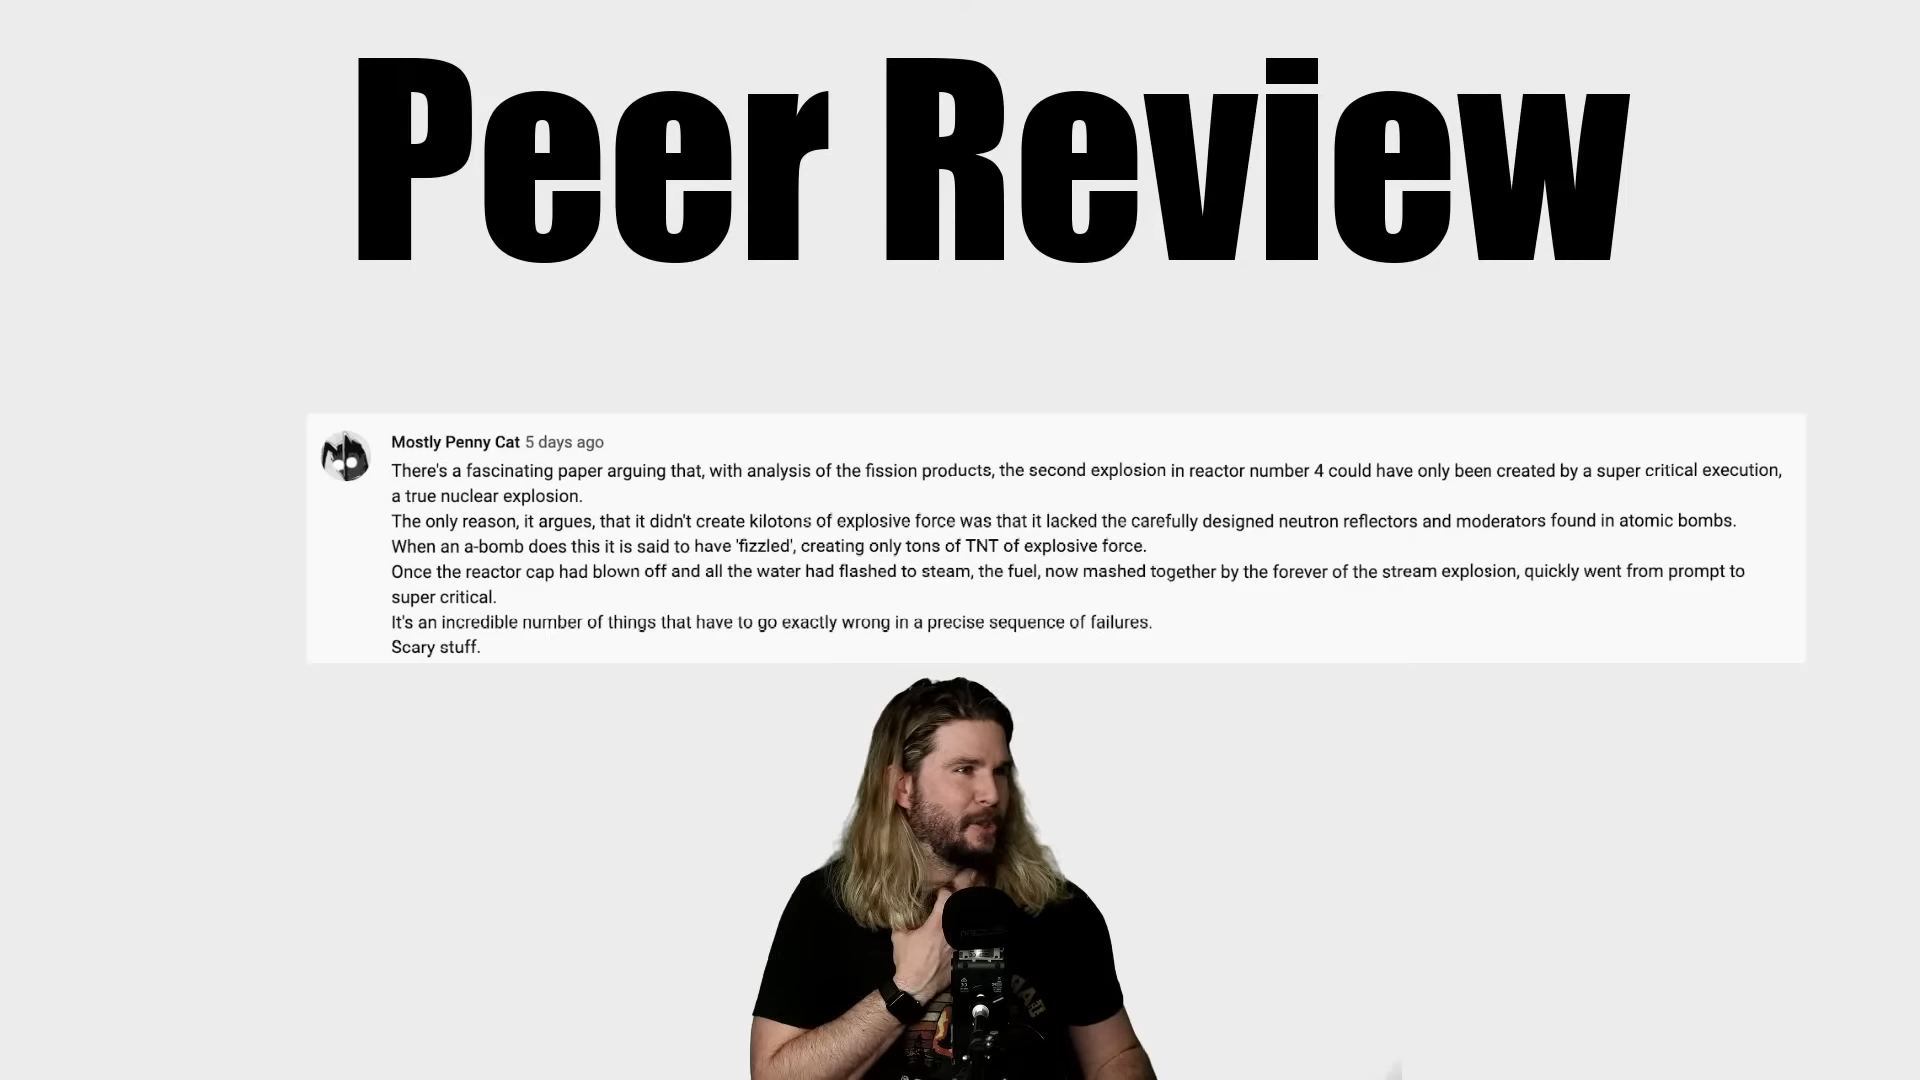 Peer Review
Mostly Penny Cat 5 days ago
There's a fascinating paper arguing that, with analysis of the fission products, the second explosion in reactor number 4 could have only been created by a super critical execution,
a true nuclear explosion.
The only reason, it argues, that it didn't create kilotons of explosive force was that it lacked the carefully designed neutron reflectors and moderators found in atomic bombs.
When an a-bomb does this it is said to have 'fizzled', creating only tons of TNT of explosive force.
Once the reactor cap had blown off and all the water had flashed to steam, the fuel, now mashed together by the forever of the stream explosion, quickly went from prompt to
super critical.
It's an incredible number of things that have to go exactly wrong in a precise sequence of failures.
Scary stuff.